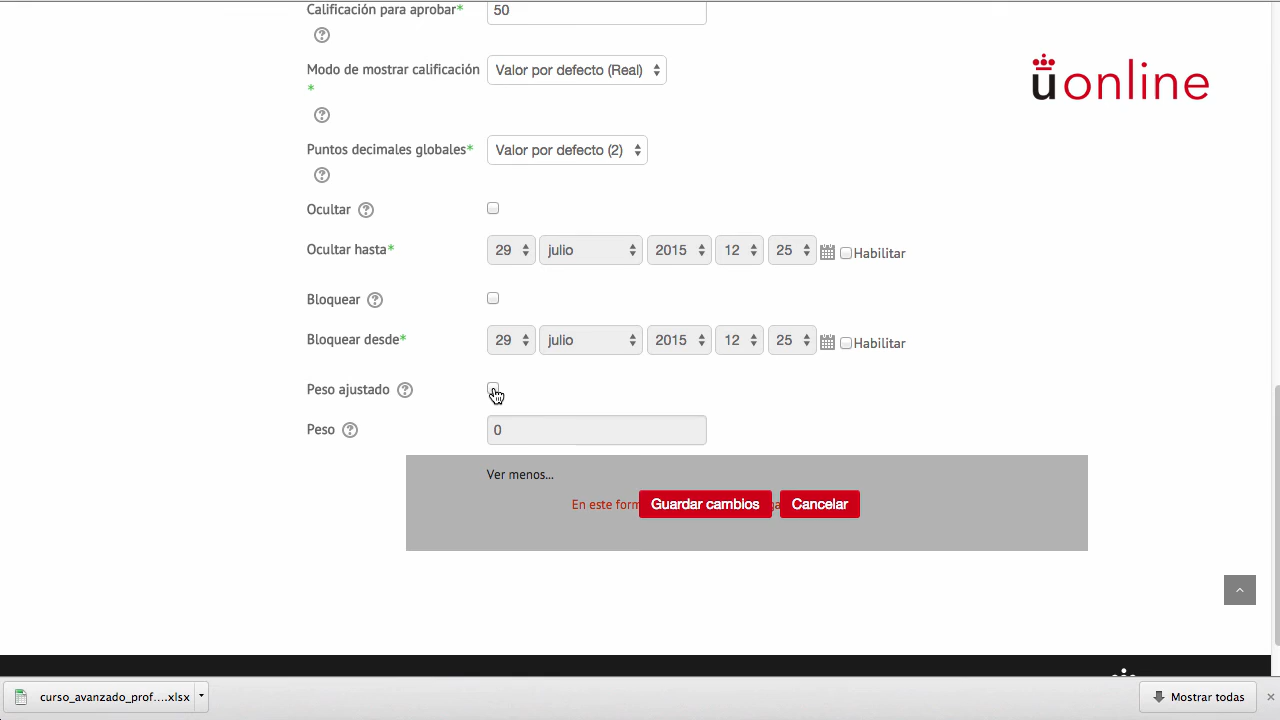 Calificación para aprobar* 50
Modo de mostrar calificación Valor por defecto (Real)
*
Puntos decimales globales* Valor por defecto (2)
Ocultar
Ocultar hasta* 29 julio 2015 12 25 Habilitar
Bloquear
Bloquear desde* 29 julio 2015 12 25 Habilitar
Peso ajustado
Peso 0
Ver menos...
En este form Guardar cambios Cancelar
uonline
curso_avanzado_prof....xlsx Mostrar todas